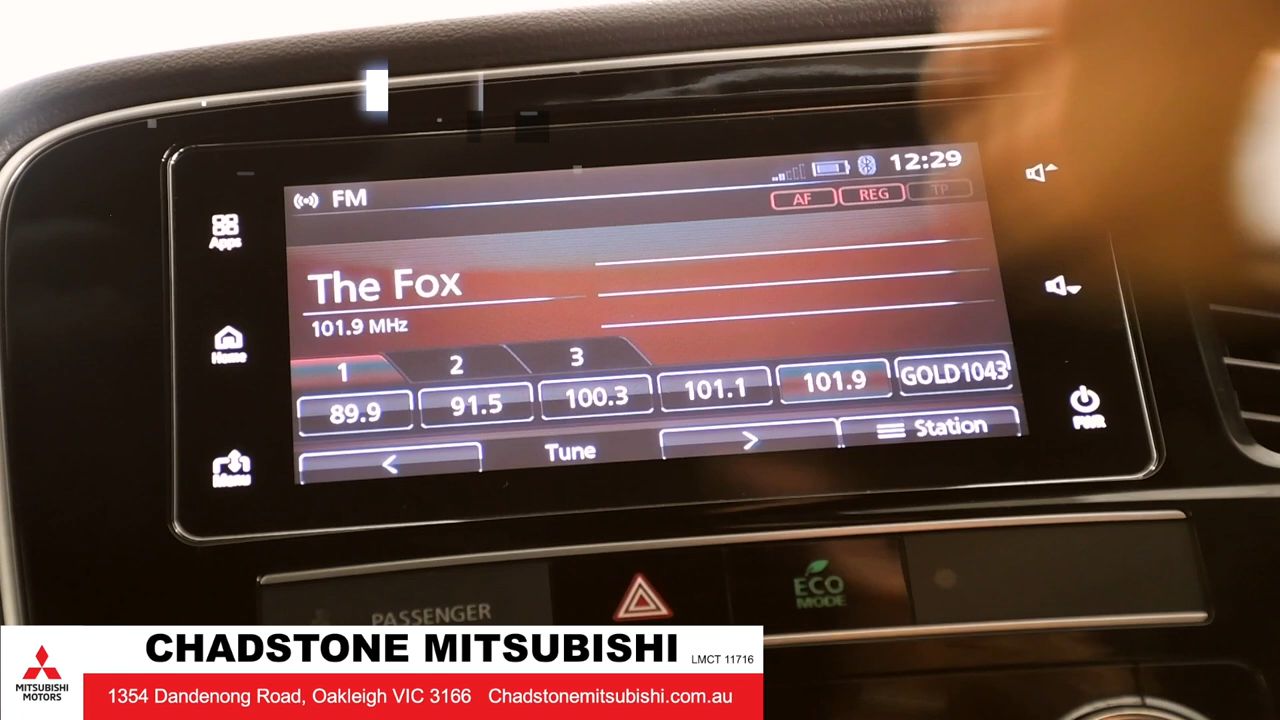 12:29
FM
AF REG TP
Apps
The Fox
101.9 MHz
Home
1 2 3
89.9 91.5 100.3 101.1 101.9 GOLD1043
< Tune > Station
Menu
PWR
PASSENGER
ECO
MODE
CHADSTONE MITSUBISHI
LMCT 11716
MITSUBISHI
MOTORS
1354 Dandenong Road, Oakleigh VIC 3166 Chadstonemitsubishi.com.au